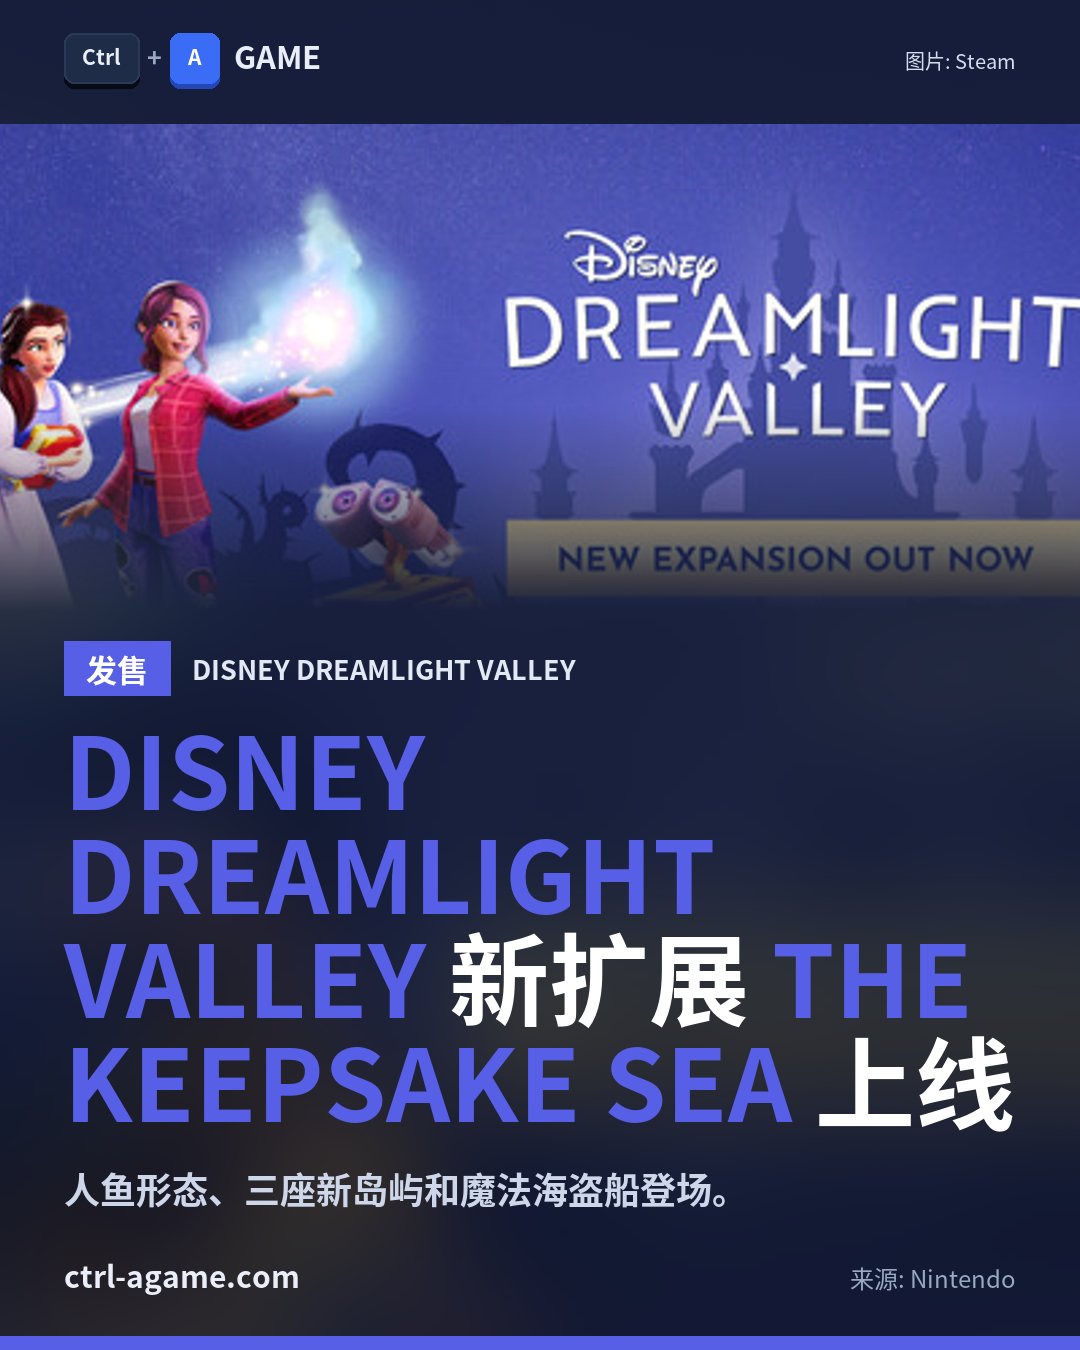 Ctrl + A GAME
图片: Steam
Disney
DREAMLIGHT
VALLEY
NEW EXPANSION OUT NOW
发售 DISNEY DREAMLIGHT VALLEY
DISNEY
DREAMLIGHT
VALLEY 新扩展 THE
KEEPSAKE SEA 上线
人鱼形态、三座新岛屿和魔法海盗船登场。
ctrl-agame.com
来源: Nintendo